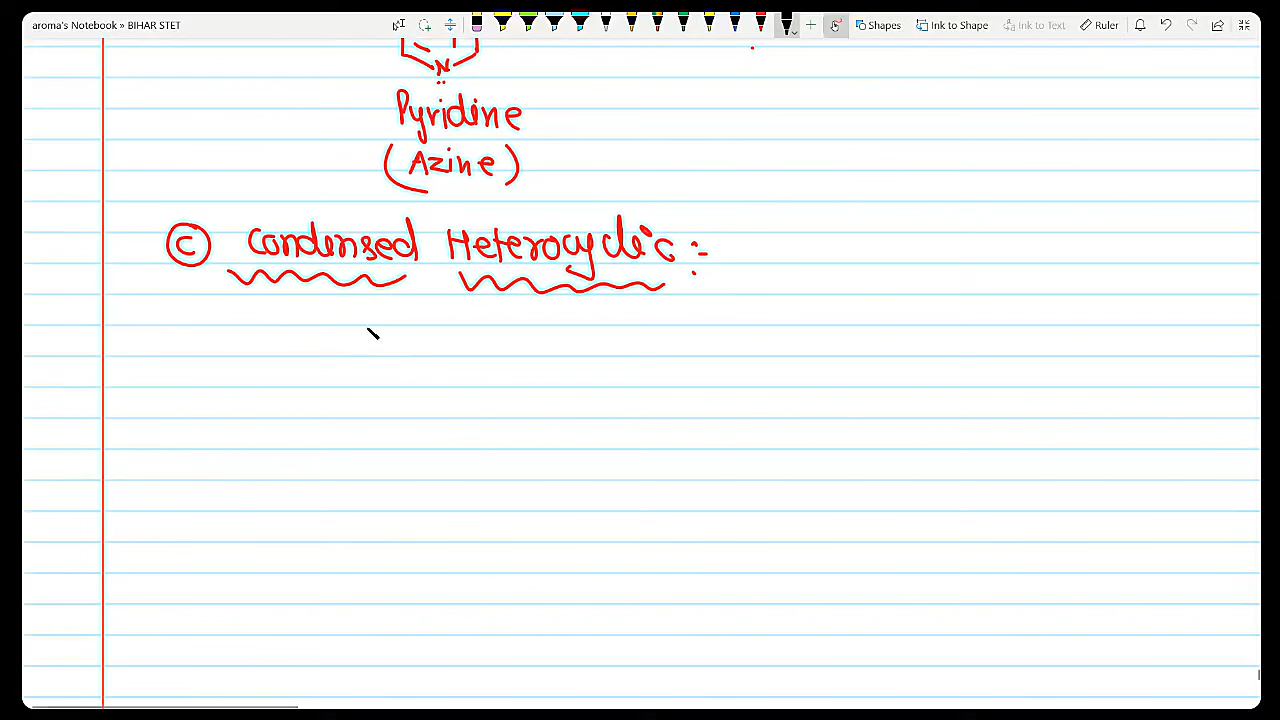 aroma's Notebook » BIHAR STET
Shapes
Ink to Shape
Ink to Text
Ruler
N
Pyridine
(Azine)
(C) Condensed Heterocyclic :-